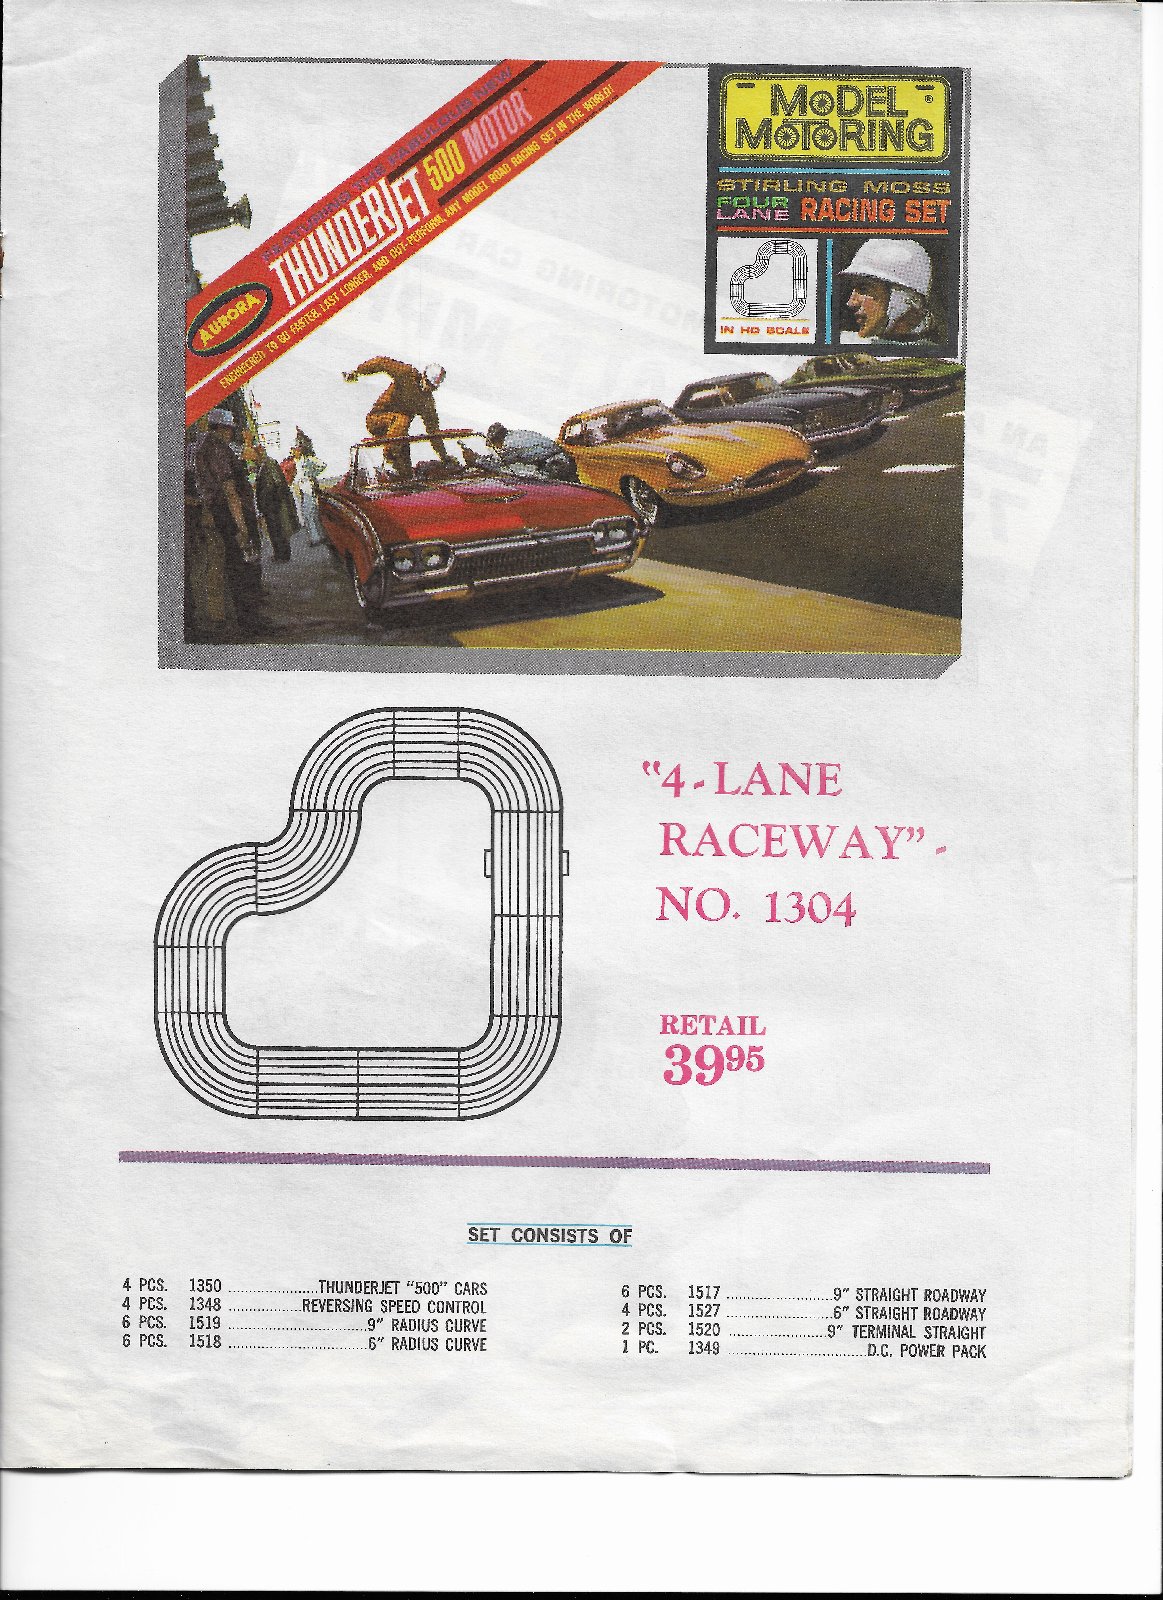 FEATURING THE FABULOUS NEW
THUNDERJET 500 MOTOR
AURORA
ENGINEERED TO GO FASTER, LAST LONGER, AND OUT-PERFORM, ANY MODEL ROAD RACING SET IN THE WORLD!
MODEL
MOTORING ®
STIRLING MOSS
FOUR LANE RACING SET
IN HO SCALE
"4-LANE
RACEWAY"-
NO. 1304
RETAIL
39 95
SET CONSISTS OF
4 PCS. 1350 ....................THUNDERJET "500" CARS
4 PCS. 1348 ................REVERSING SPEED CONTROL
6 PCS. 1519 ..............................9" RADIUS CURVE
6 PCS. 1518 ..............................6" RADIUS CURVE
6 PCS. 1517 .......................9" STRAIGHT ROADWAY
4 PCS. 1527 .......................6" STRAIGHT ROADWAY
2 PCS. 1520 .....................9" TERMINAL STRAIGHT
1 PC. 1349 ..............................D.C. POWER PACK